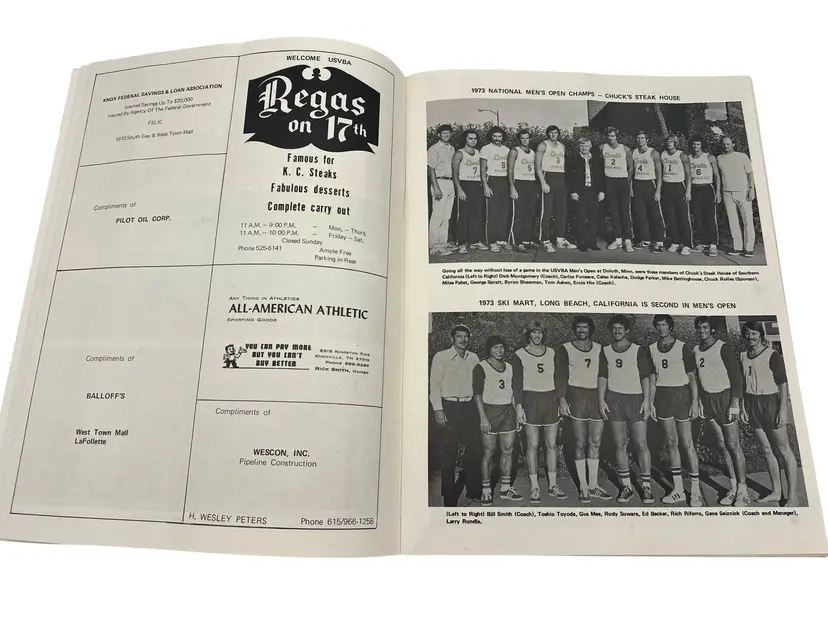 KNOX FEDERAL SAVINGS & LOAN ASSOCIATION
Insured Savings Up To $20,000
Insured By Agency Of The Federal Government
FSLIC
1610 South Gay & West Town Mall
Compliments of
PILOT OIL CORP.
Compliments of
BALLOFF'S
West Town Mall
LaFollette
WELCOME USVBA
Regas
on 17th
Famous for
K. C. Steaks
Fabulous desserts
Complete carry out
11 A.M. – 9:00 P.M. – Mon. – Thurs.
11 A.M. – 10:00 P.M. – Friday – Sat.
Closed Sunday
Phone 525-6141
Ample Free
Parking in Rear
Any Thing in Athletics
ALL-AMERICAN ATHLETIC
Sporting Goods
YOU CAN PAY MORE
BUT YOU CAN'T
BUY BETTER
6915 Kingston Pike
Knoxville, TN 37919
Rick Smith, Owner
Compliments of
WESCON, INC.
Pipeline Construction
H. WESLEY PETERS Phone 615/966-1258
1973 NATIONAL MEN'S OPEN CHAMPS – CHUCK'S STEAK HOUSE
Going all the way without loss of a game in the USVBA Men's Open at Duluth, Minn. were these members of Chuck's Steak House of Southern
California (Left to Right) Dick Montgomery (Coach), Carlos Fonseca, Celso Kalache, Dodge Parker, Mike Bettinghouse, Chuck Rolles (Sponsor),
Miles Pabst, George Spratt, Byron Shewman, Tom Ashen, Ernie Hix (Coach).
1973 SKI MART, LONG BEACH, CALIFORNIA IS SECOND IN MEN'S OPEN
(Left to Right) Bill Smith (Coach), Toshio Toyoda, Gus Mee, Rudy Suwara, Ed Becker, Rich Riferro, Gene Selznick (Coach and Manager),
Larry Rundle.